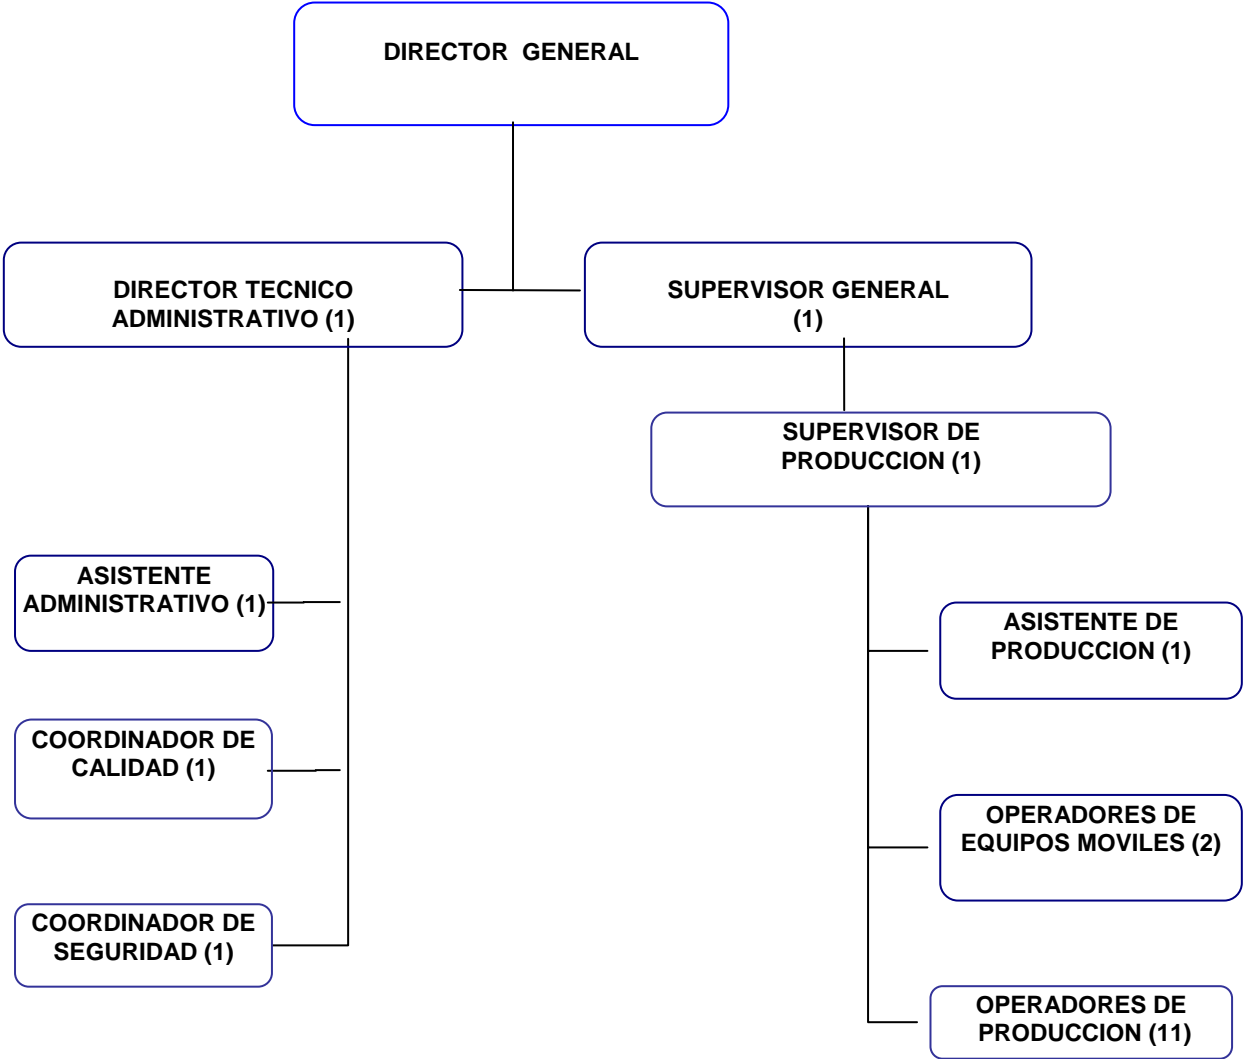 DIRECTOR GENERAL
DIRECTOR TECNICO
ADMINISTRATIVO (1)
SUPERVISOR GENERAL
(1)
SUPERVISOR DE
PRODUCCION (1)
ASISTENTE
ADMINISTRATIVO (1)
ASISTENTE DE
PRODUCCION (1)
COORDINADOR DE
CALIDAD (1)
OPERADORES DE
EQUIPOS MOVILES (2)
COORDINADOR DE
SEGURIDAD (1)
OPERADORES DE
PRODUCCION (11)